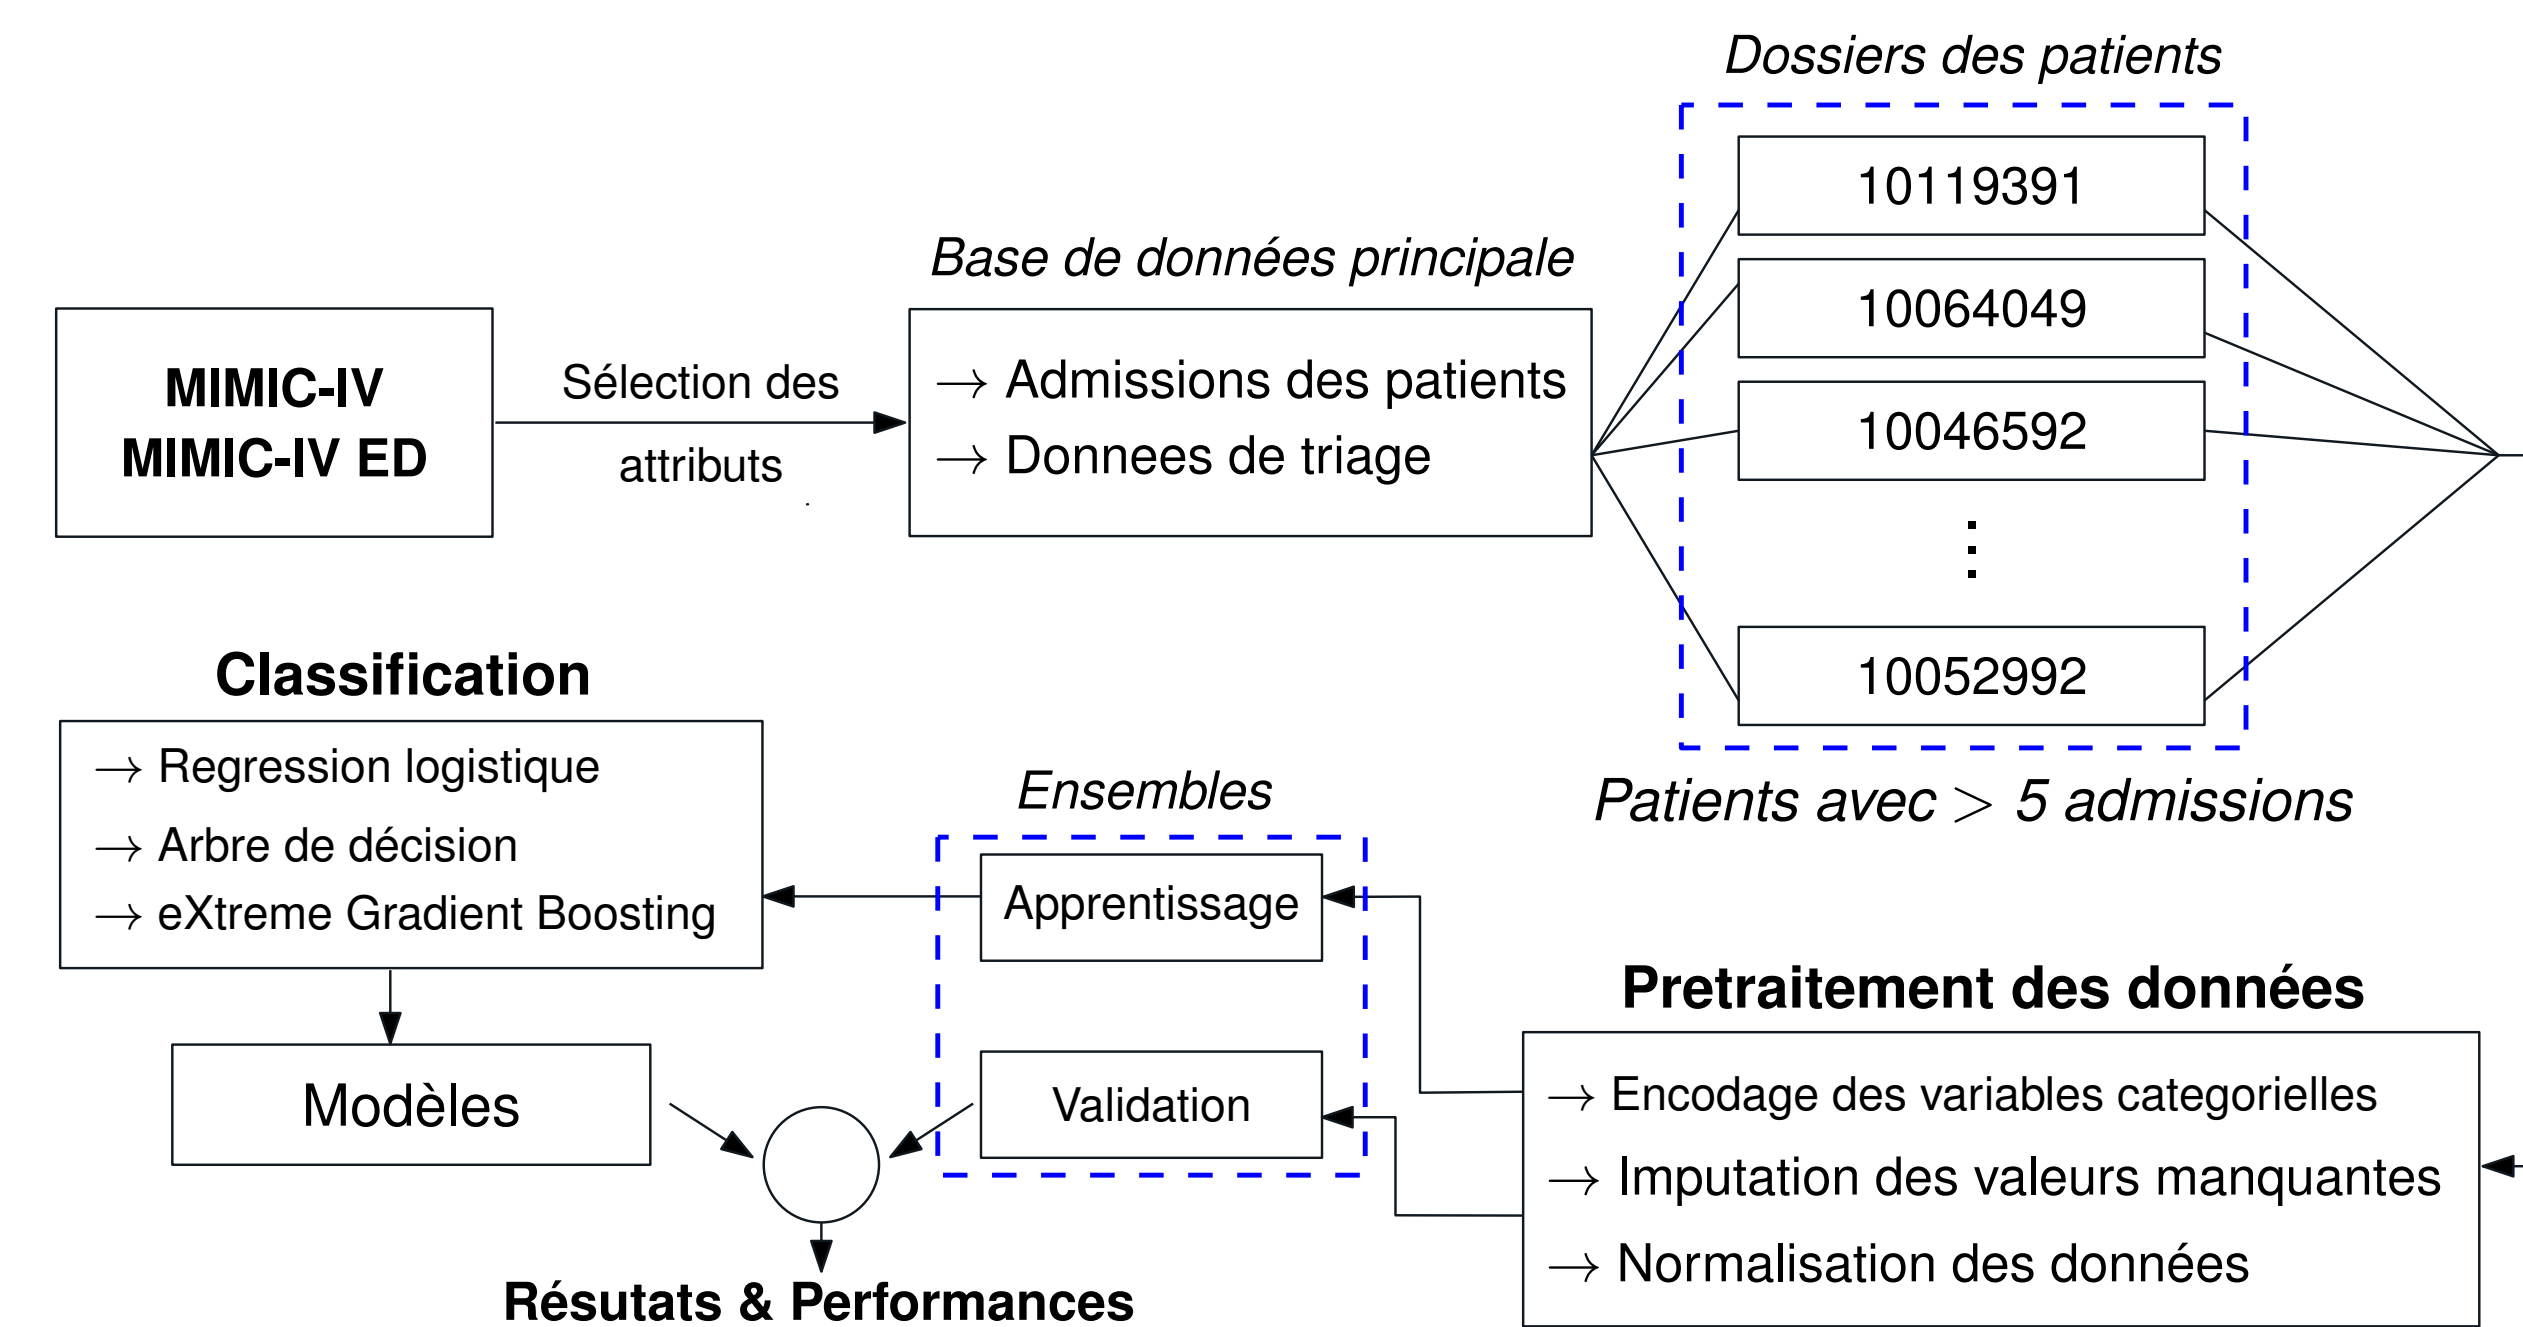 Dossiers des patients
10119391
10064049
10046592
10052992
Patients avec > 5 admissions
Base de données principale
→ Admissions des patients
→ Donnees de triage
MIMIC-IV
MIMIC-IV ED
Sélection des
attributs
Classification
→ Regression logistique
→ Arbre de décision
→ eXtreme Gradient Boosting
Ensembles
Apprentissage
Validation
Pretraitement des données
→ Encodage des variables categorielles
→ Imputation des valeurs manquantes
→ Normalisation des données
Modèles
Résutats & Performances